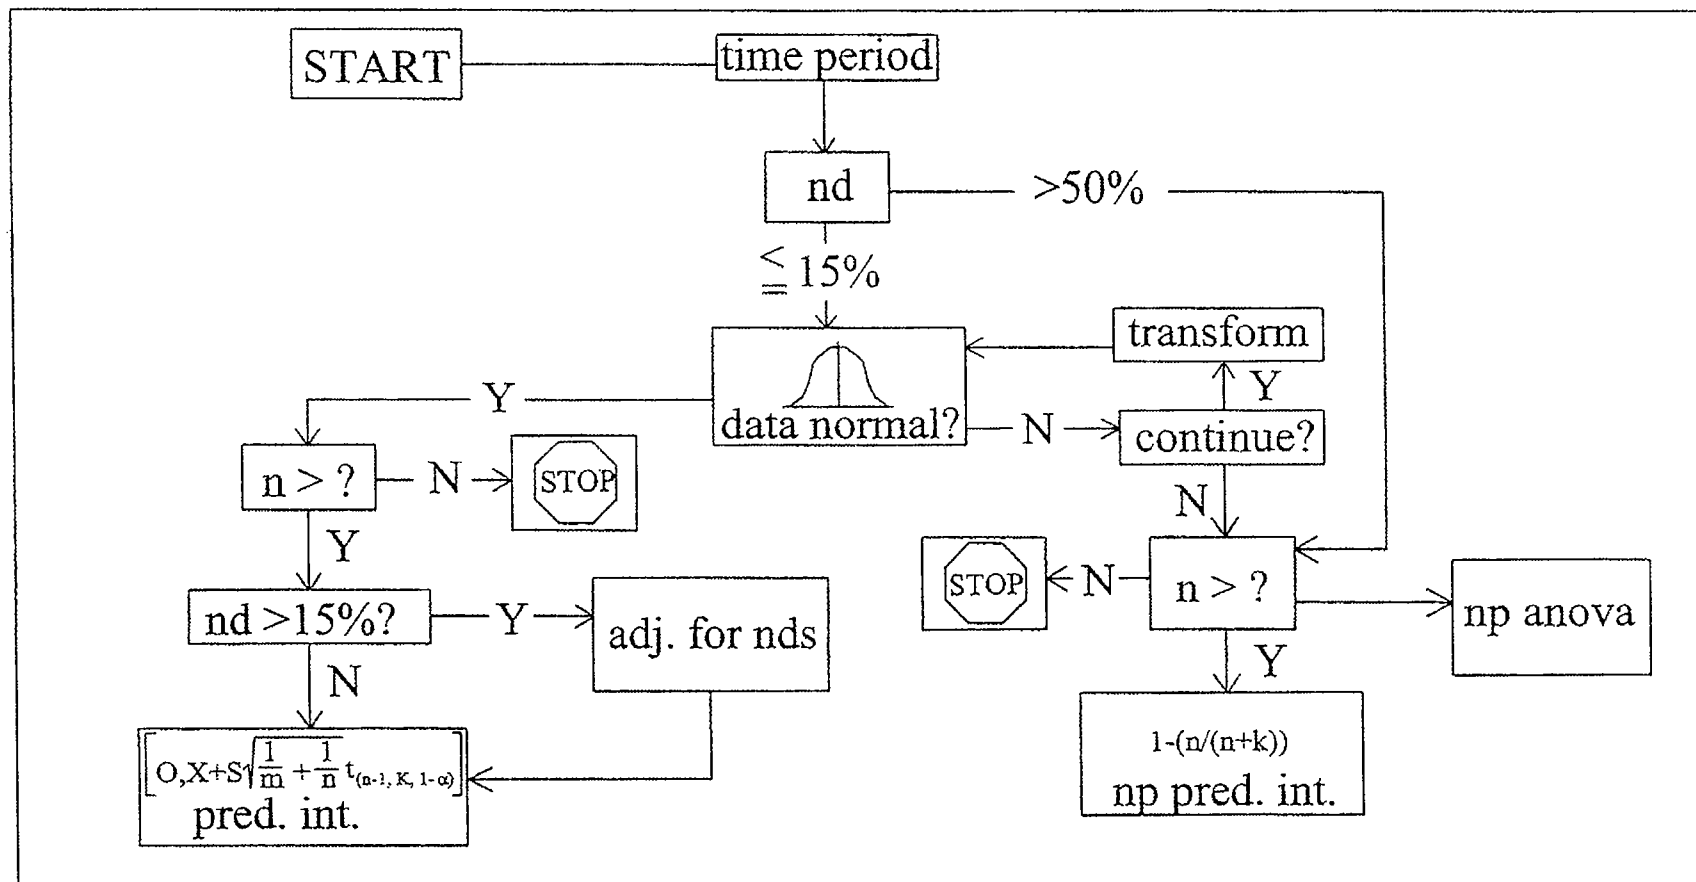 START
time period
nd
>50%
≤ 15%
transform
Y
Y
data normal?
N
continue?
n > ?
N
STOP
N
Y
STOP
N
n > ?
np anova
nd >15%?
Y
adj. for nds
Y
N
[O,X+S√(1/m + 1/n) t(n-1, K, 1-α)]
pred. int.
1-(n/(n+k))
np pred. int.